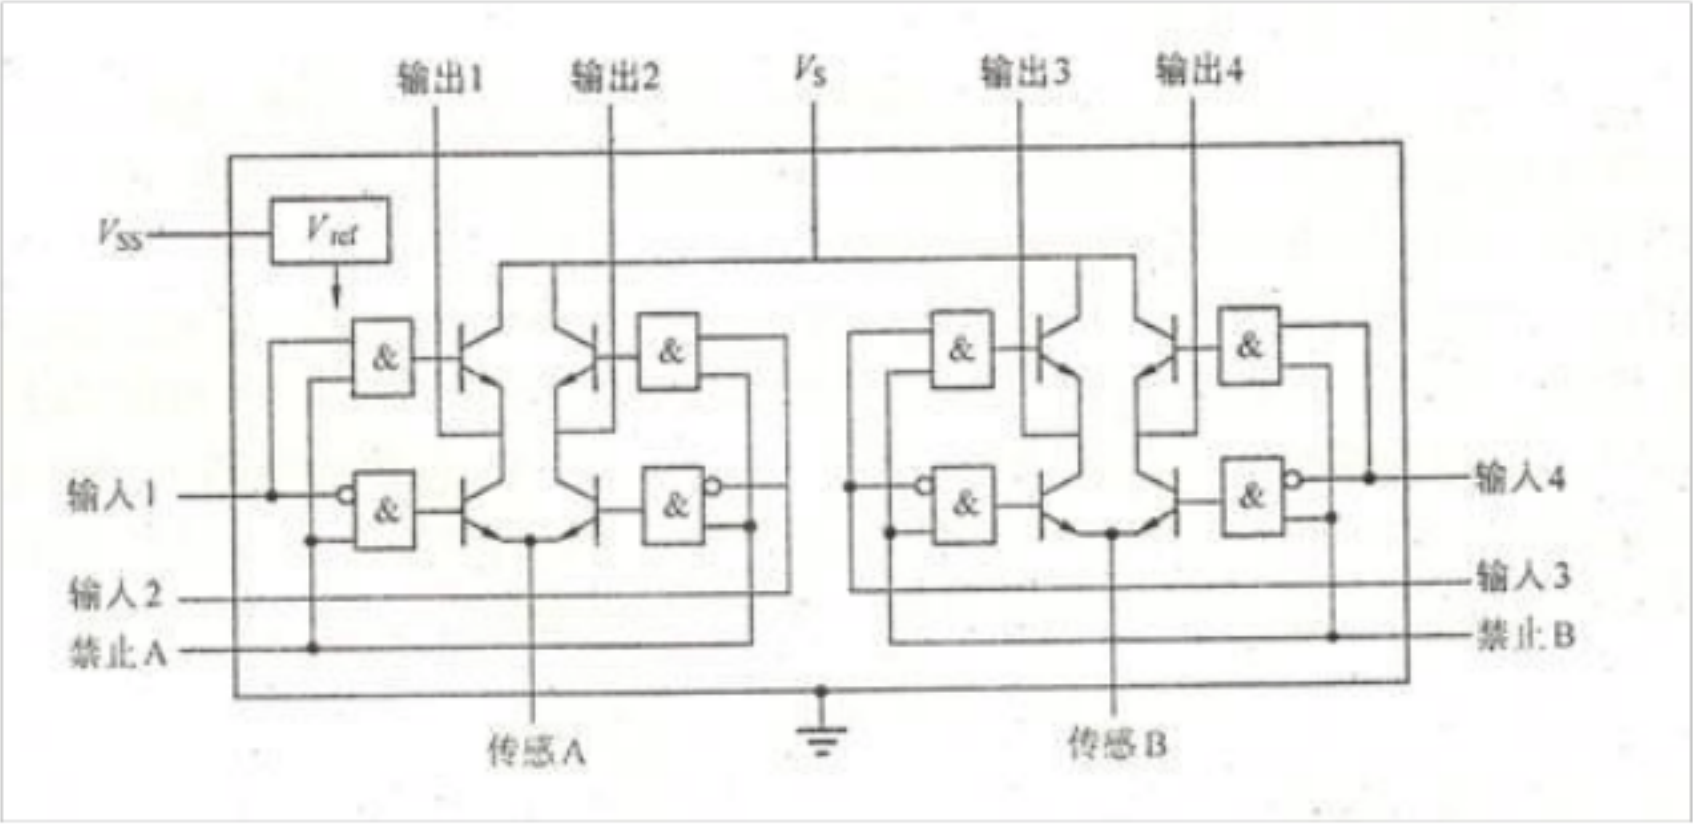 输出1 输出2 VS 输出3 输出4
VSS Vref
& & & &
& & & &
输入1 输入4
输入2 输入3
禁止A 禁止B
传感A 传感B